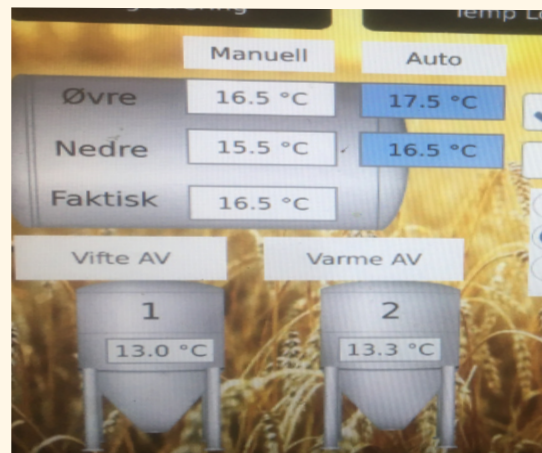 Manuell Auto
Øvre 16.5 °C 17.5 °C
Nedre 15.5 °C 16.5 °C
Faktisk 16.5 °C
Vifte AV Varme AV
1 2
13.0 °C 13.3 °C